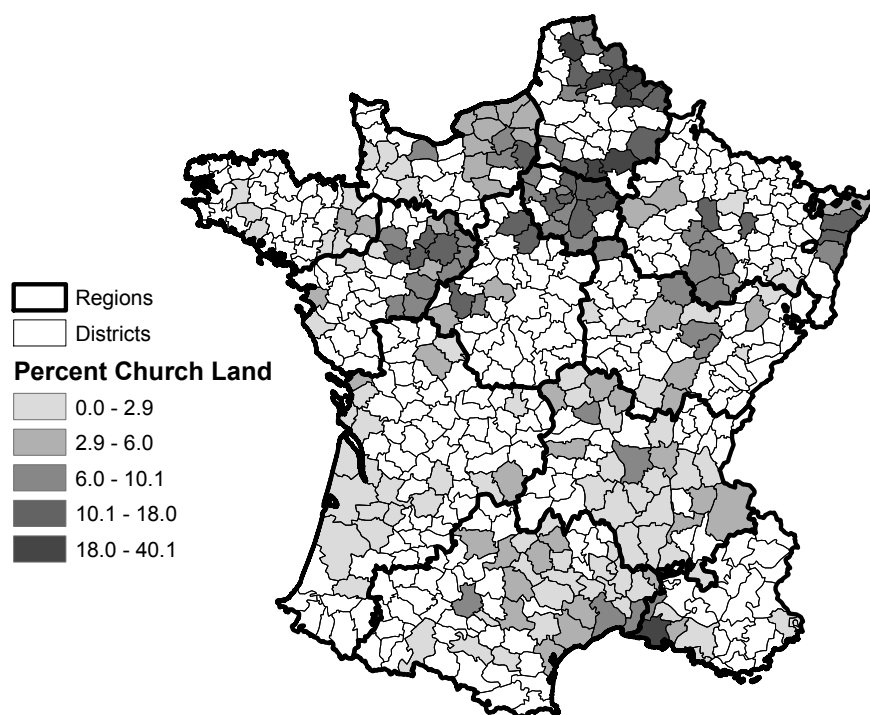 Regions
Districts
Percent Church Land
0.0 - 2.9
2.9 - 6.0
6.0 - 10.1
10.1 - 18.0
18.0 - 40.1